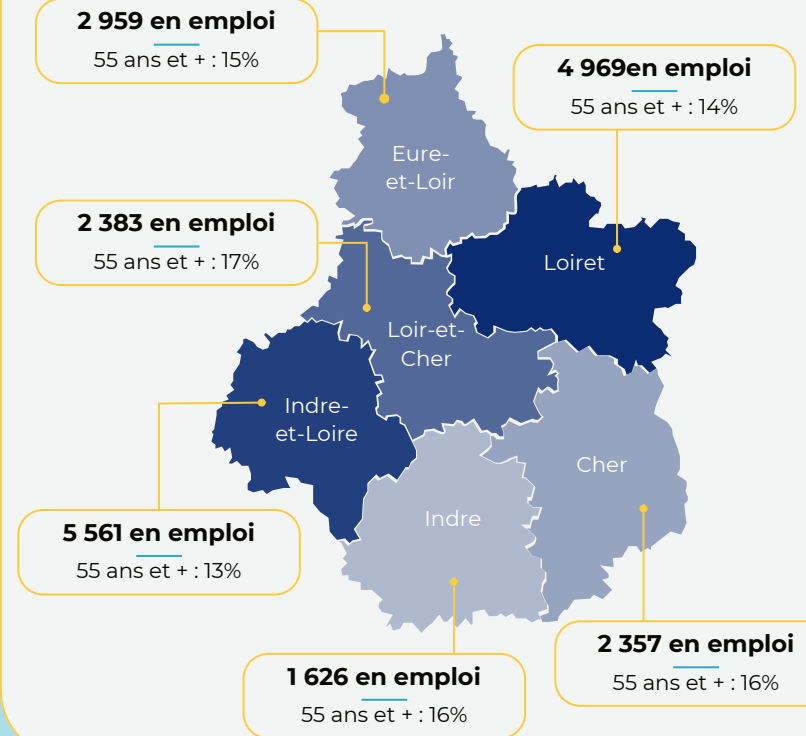 2 959 en emploi
55 ans et + : 15%
4 969en emploi
55 ans et + : 14%
Eure-
et-Loir
2 383 en emploi
55 ans et + : 17%
Loiret
Loir-et-
Cher
Indre-
et-Loire
Cher
Indre
5 561 en emploi
55 ans et + : 13%
2 357 en emploi
55 ans et + : 16%
1 626 en emploi
55 ans et + : 16%